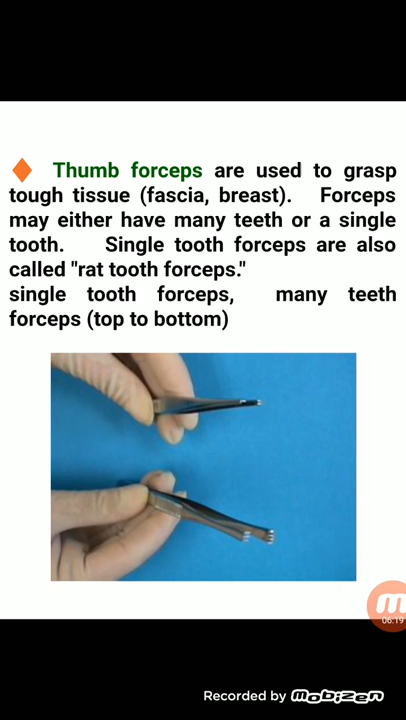 Thumb forceps are used to grasp
tough tissue (fascia, breast). Forceps
may either have many teeth or a single
tooth. Single tooth forceps are also
called "rat tooth forceps."
single tooth forceps, many teeth
forceps (top to bottom)
06:19
Recorded by mobizen